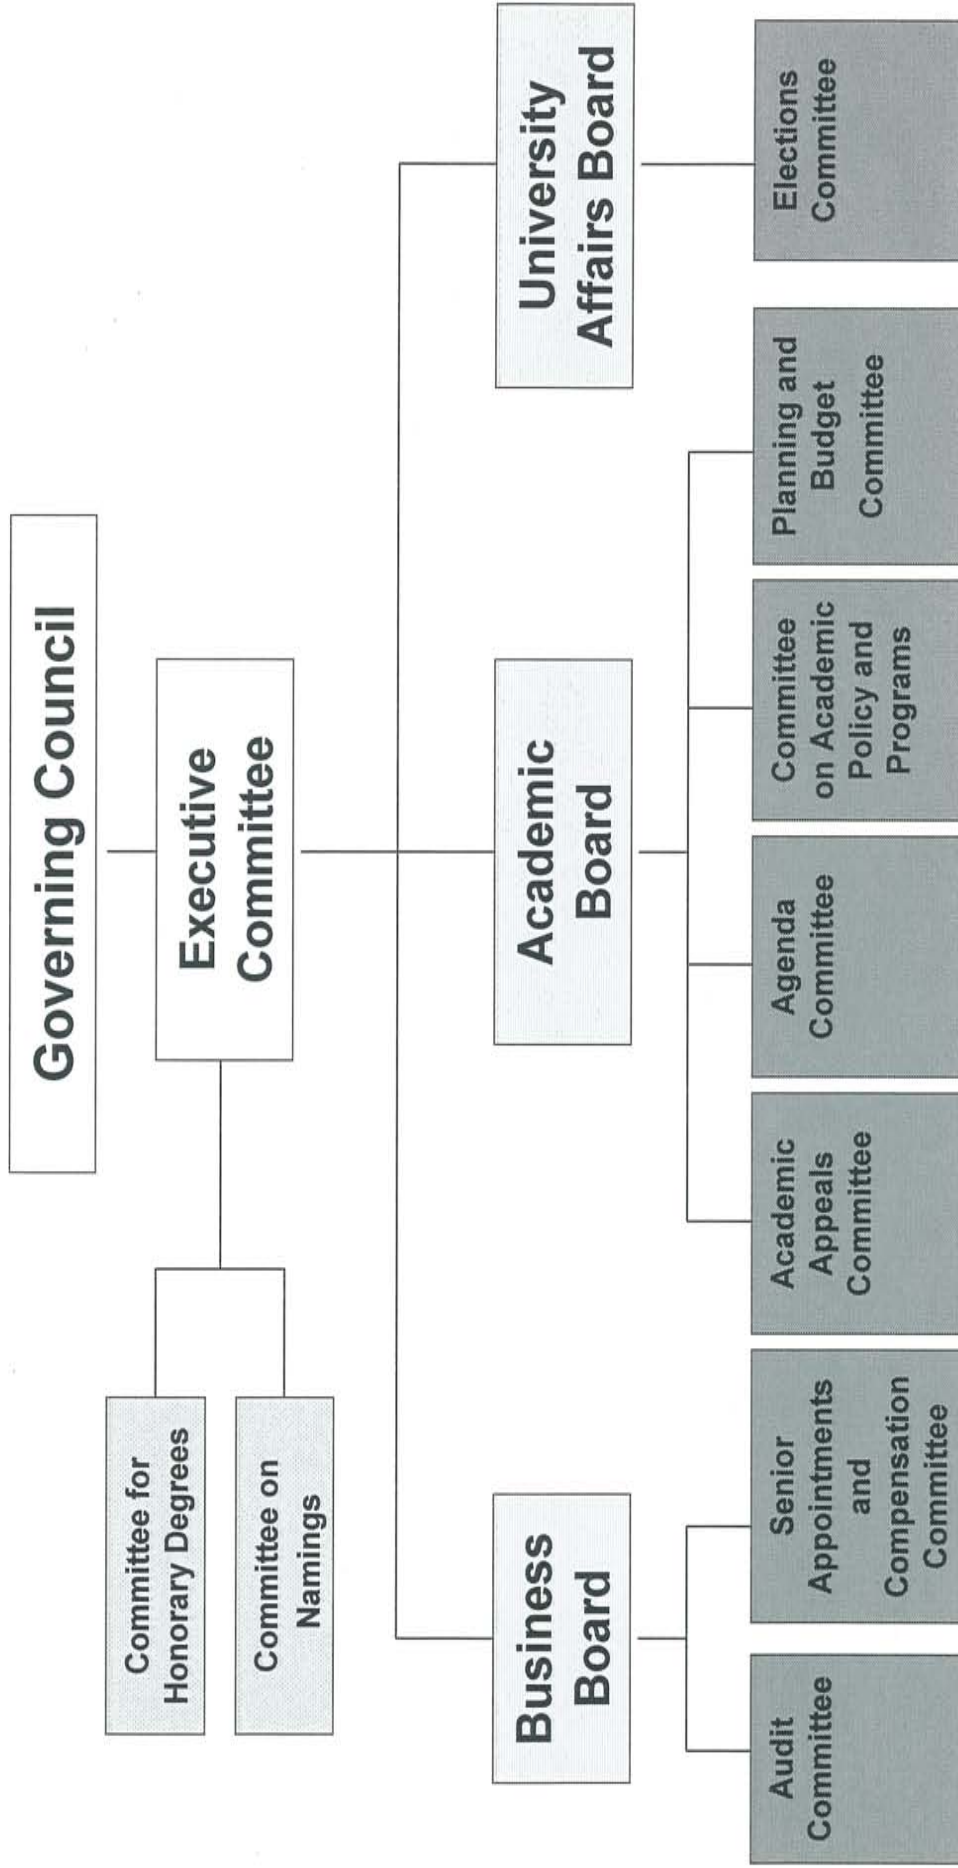 Governing Council
Executive
Committee
Committee for
Honorary Degrees
Committee on
Namings
Business
Board
Academic
Board
University
Affairs Board
Audit
Committee
Senior
Appointments
and
Compensation
Committee
Academic
Appeals
Committee
Agenda
Committee
Committee
on Academic
Policy and
Programs
Planning and
Budget
Committee
Elections
Committee